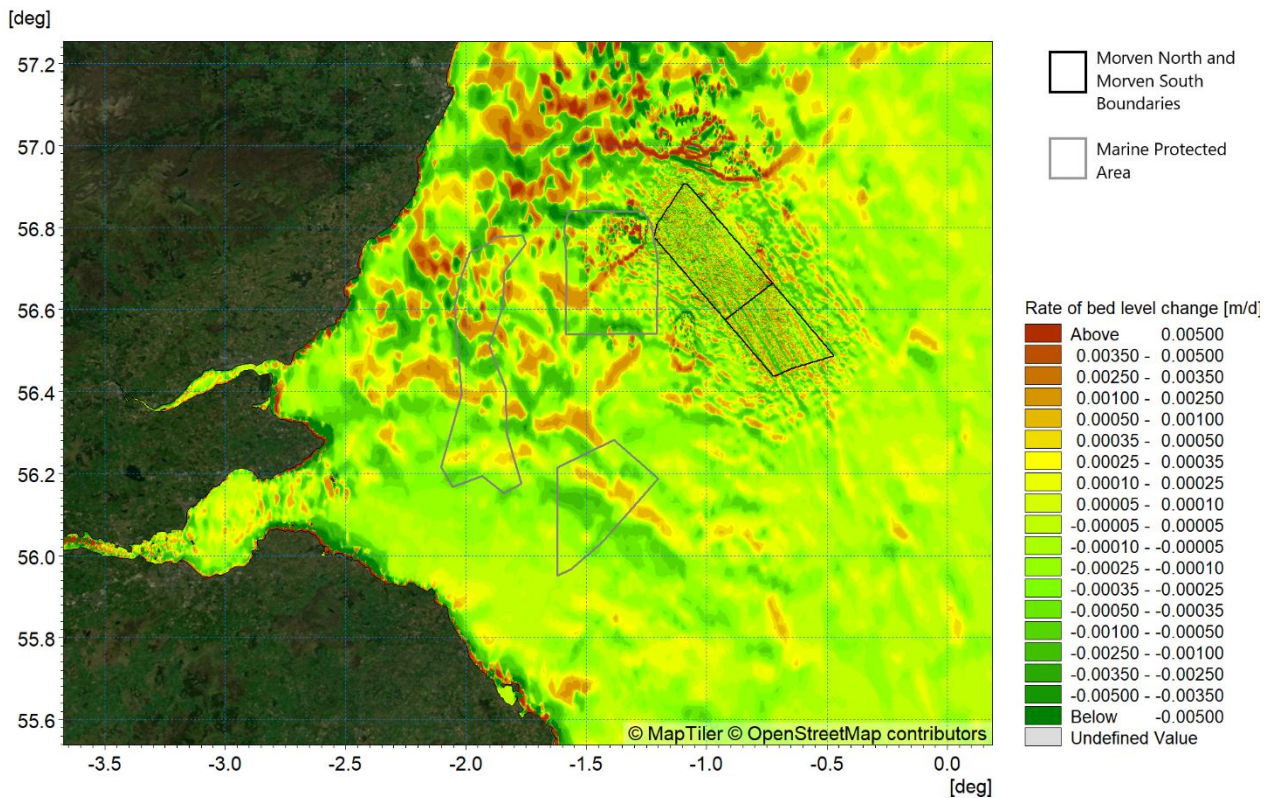 [deg]
57.2
57.0
56.8
56.6
56.4
56.2
56.0
55.8
55.6
-3.5
-3.0
-2.5
-2.0
-1.5
-1.0
-0.5
0.0
[deg]
© MapTiler © OpenStreetMap contributors
Morven North and
Morven South
Boundaries
Marine Protected
Area
Rate of bed level change [m/d]
Above 0.00500
0.00350 - 0.00500
0.00250 - 0.00350
0.00100 - 0.00250
0.00050 - 0.00100
0.00035 - 0.00050
0.00025 - 0.00035
0.00010 - 0.00025
0.00005 - 0.00010
-0.00005 - 0.00005
-0.00010 - -0.00005
-0.00025 - -0.00010
-0.00035 - -0.00025
-0.00050 - -0.00035
-0.00100 - -0.00050
-0.00250 - -0.00100
-0.00350 - -0.00250
-0.00500 - -0.00350
Below -0.00500
Undefined Value